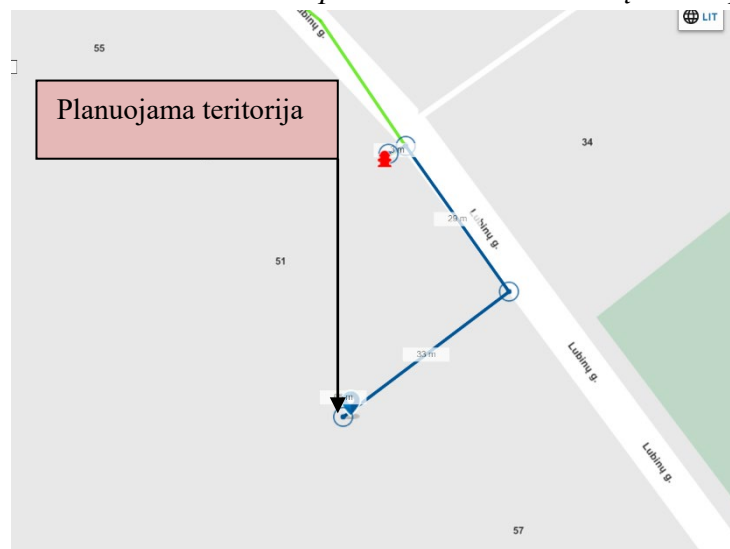 LIT
Lubinų g.
55
Planuojama teritorija
34
29 m
Lubinų g.
51
33 m
Lubinų g.
Lubinų g.
57